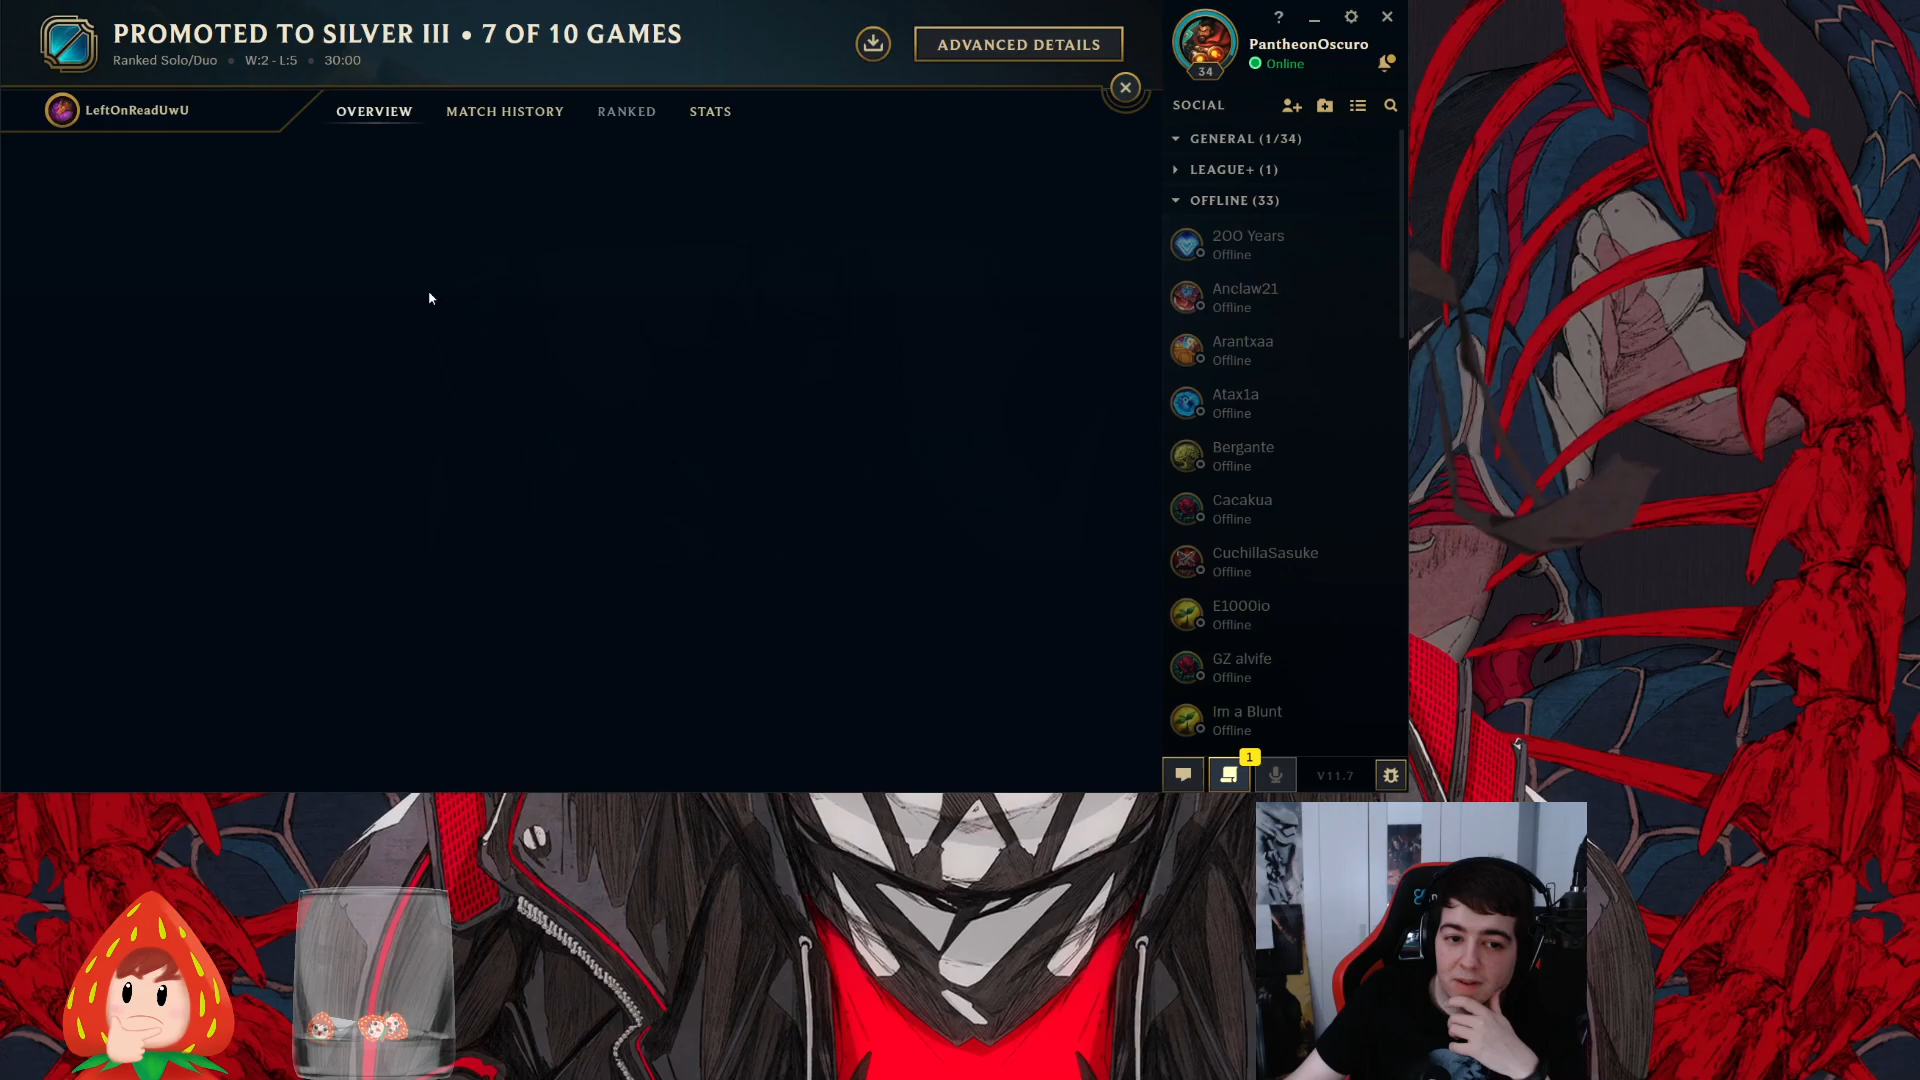 PROMOTED TO SILVER III • 7 OF 10 GAMES
Ranked Solo/Duo • W:2 - L:5 • 30:00
ADVANCED DETAILS
LeftOnReadUwU
OVERVIEW
MATCH HISTORY
RANKED
STATS
34
PantheonOscuro
Online
SOCIAL
GENERAL (1/34)
LEAGUE+ (1)
OFFLINE (33)
200 Years
Offline
Anclaw21
Offline
Arantxaa
Offline
Atax1a
Offline
Bergante
Offline
Cacakua
Offline
CuchillaSasuke
Offline
E1000io
Offline
GZ alvife
Offline
Im a Blunt
Offline
1
V11.7